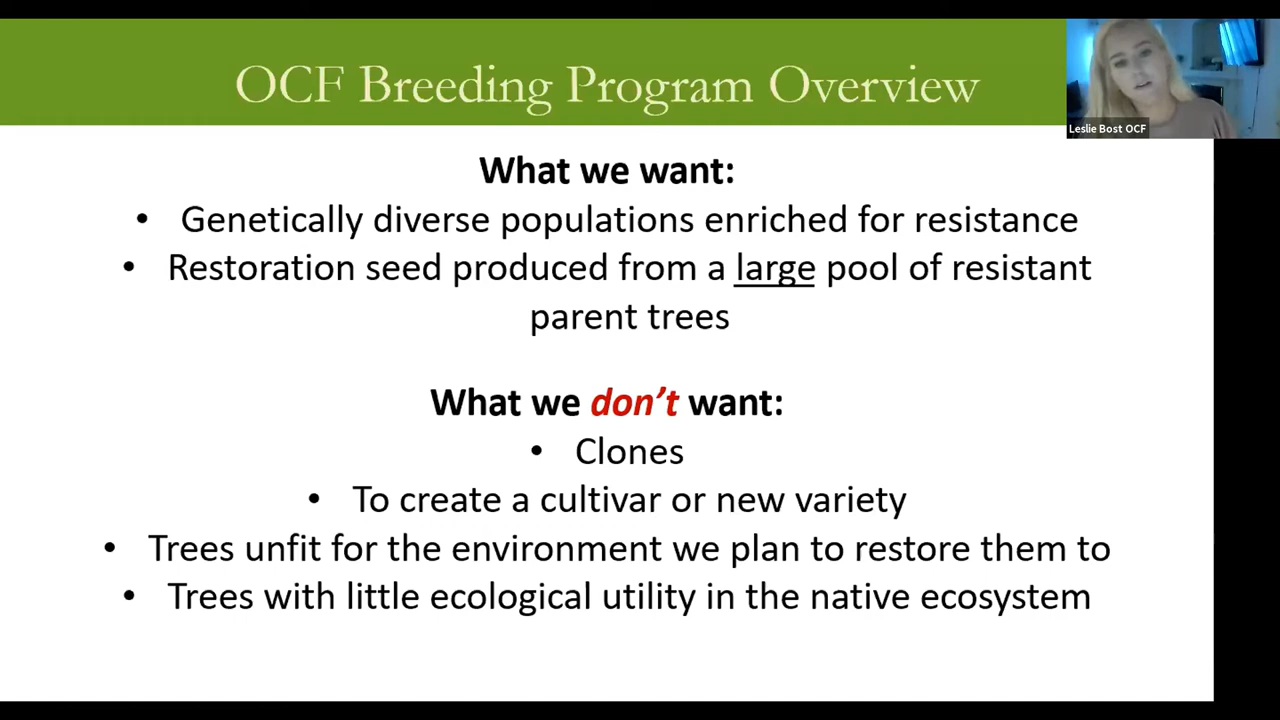 OCF Breeding Program Overview
Leslie Bost OCF
What we want:
• Genetically diverse populations enriched for resistance
• Restoration seed produced from a large pool of resistant
parent trees
What we don't want:
• Clones
• To create a cultivar or new variety
• Trees unfit for the environment we plan to restore them to
• Trees with little ecological utility in the native ecosystem